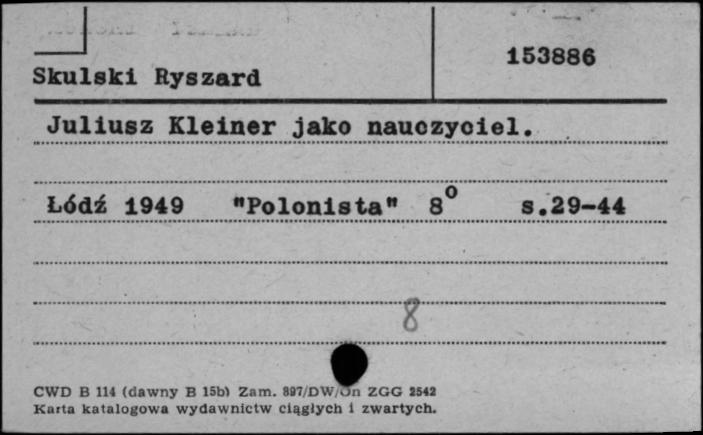 153886
Skulski Ryszard
Juliusz Kleiner jako nauczyciel.
Łódź 1949 "Polonista" 8° s.29-44
8
CWD B 114 (dawny B 15b) Zam. 897/DW/On ZGG 2542
Karta katalogowa wydawnictw ciągłych i zwartych.